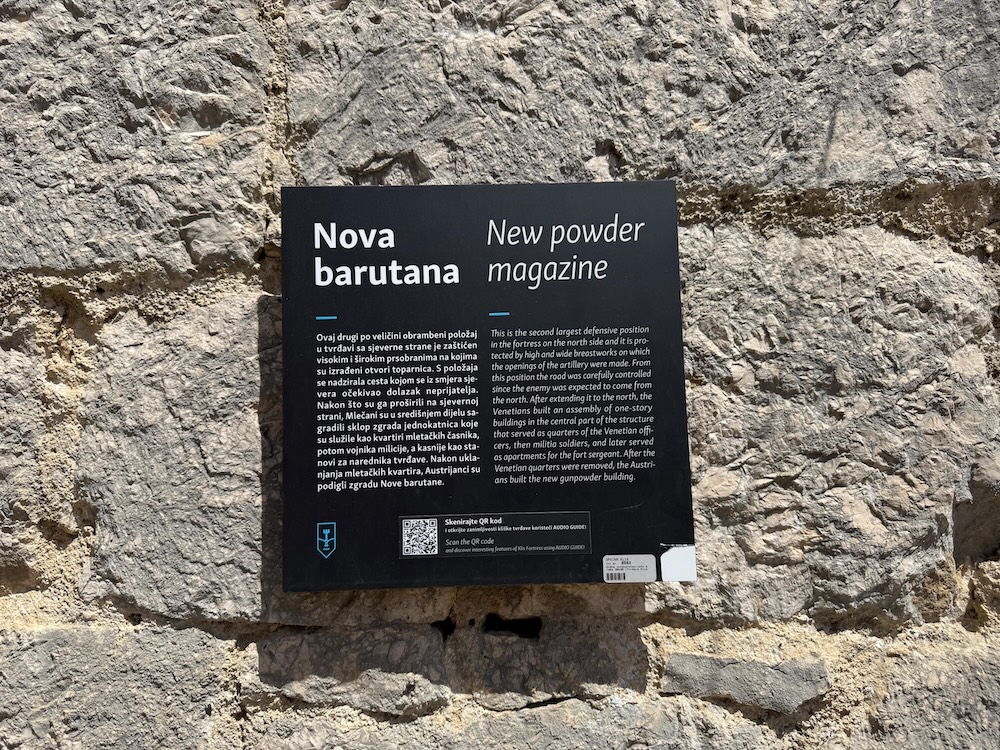 Nova
barutana
Ovaj drugi po veličini obrambeni položaj
u tvrđavi sa sjeverne strane je zaštićen
visokim i širokim prsobranima na kojima
su izrađeni otvori toparnica. S položaja
se nadzirala cesta kojom se iz smjera sje-
vera očekivao dolazak neprijatelja.
Nakon što su ga proširili na sjevernoj
strani, Mlečani su u središnjem dijelu sa-
gradili sklop zgrada jednokatnica koje
su služile kao kvartiri mletačkih časnika,
potom vojnika milicije, a kasnije kao sta-
novi za narednika tvrđave. Nakon ukla-
njanja mletačkih kvartira, Austrijanci su
podigli zgradu Nove barutane.
New powder
magazine
This is the second largest defensive position
in the fortress on the north side and it is pro-
tected by high and wide breastworks on which
the openings of the artillery were made. From
this position the road was carefully controlled
since the enemy was expected to come from
the north. After extending it to the north, the
Venetians built an assembly of one-story
buildings in the central part of the structure
that served as quarters of the Venetian offi-
cers, then militia soldiers, and later served
as apartments for the fort sergeant. After the
Venetian quarters were removed, the Austri-
ans built the new gunpowder building.
Skenirajte QR kod
i otkrijte zanimljivosti kliške tvrđave koristeći AUDIO GUIDE!
Scan the QR code
and discover interesting features of Klis Fortress using AUDIO GUIDE!